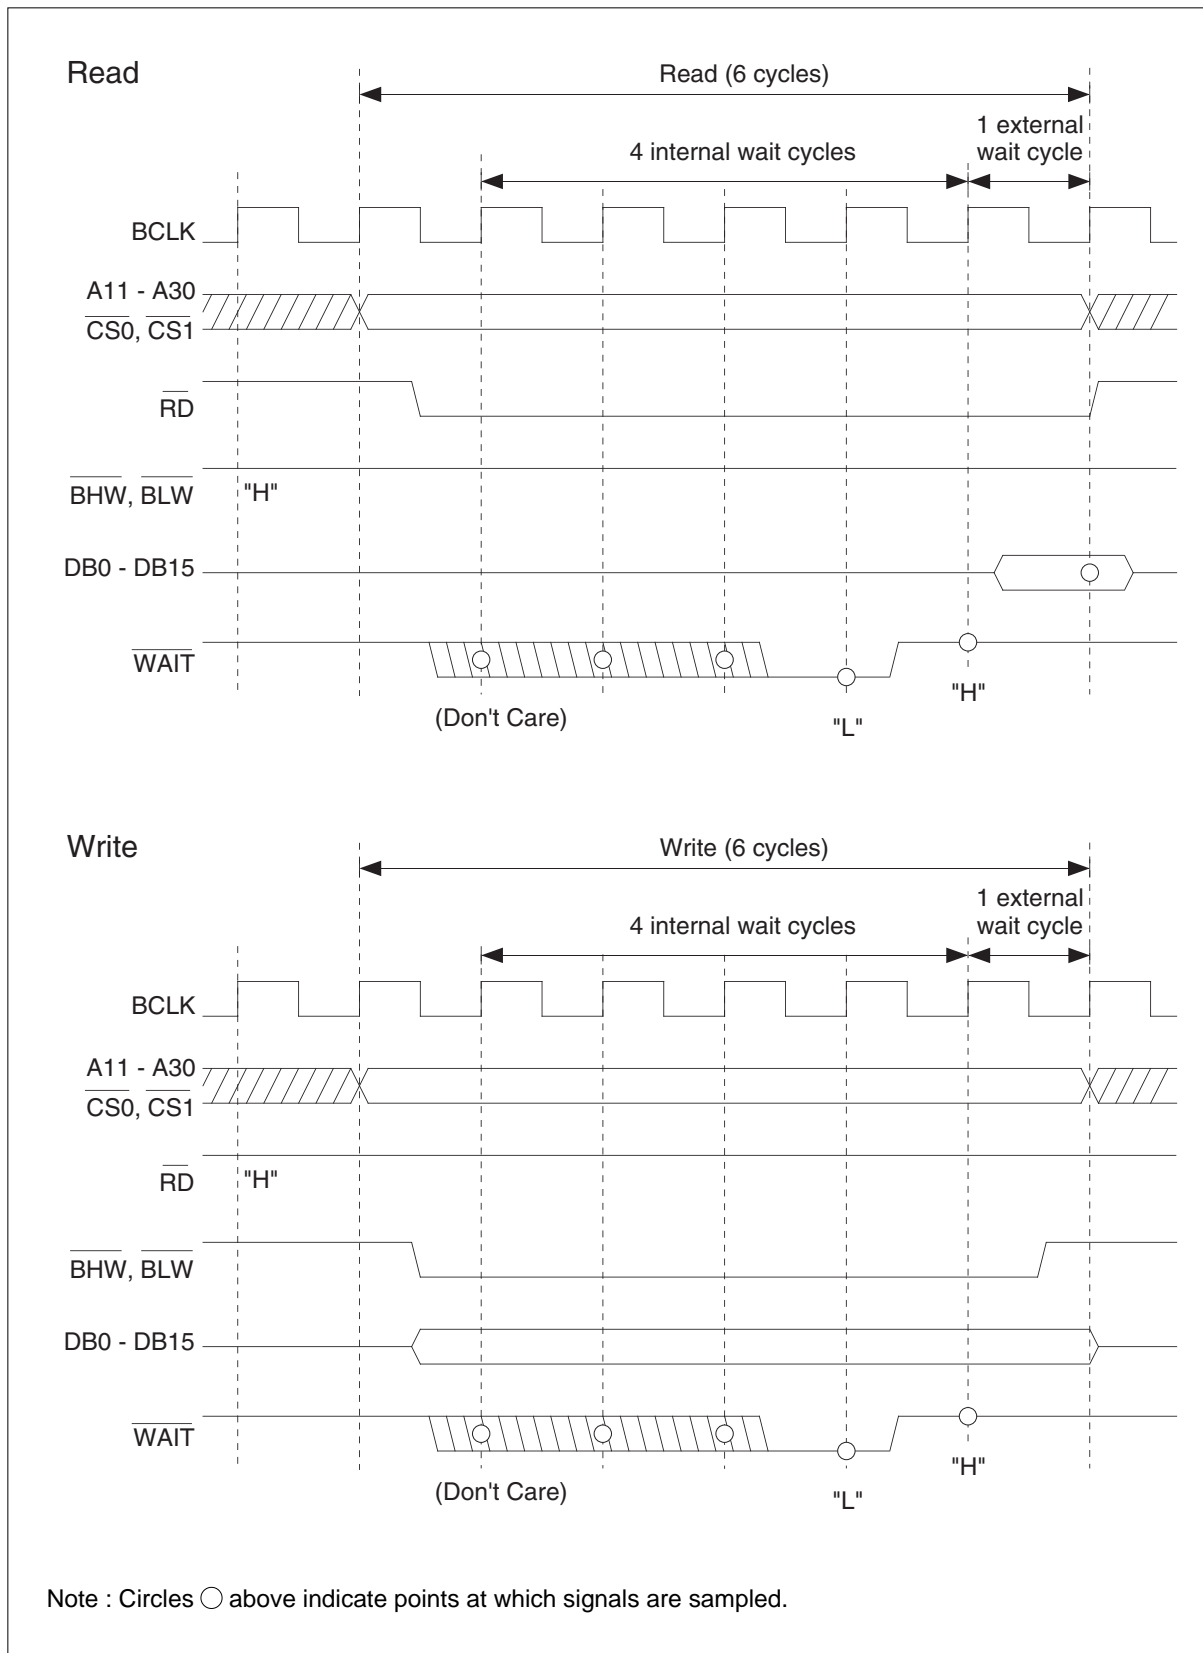 Read
Read (6 cycles)
1 external
wait cycle
4 internal wait cycles
BCLK
A11 - A30
CS0, CS1
RD
BHW, BLW "H"
DB0 - DB15
WAIT
(Don't Care) "L" "H"
Write
Write (6 cycles)
1 external
wait cycle
4 internal wait cycles
BCLK
A11 - A30
CS0, CS1
RD "H"
BHW, BLW
DB0 - DB15
WAIT
(Don't Care) "L" "H"
Note : Circles ○ above indicate points at which signals are sampled.